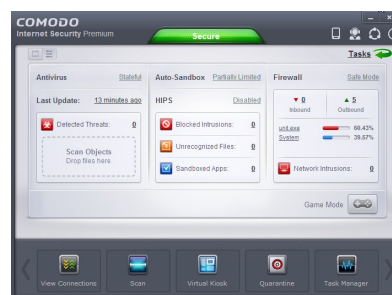 COMODO
Internet Security Premium
Secure
Tasks
Antivirus Stateful
Auto-Sandbox Partially Limited
Firewall Safe Mode
Last Update: 13 minutes ago
HIPS Disabled
0 Inbound
5 Outbound
Detected Threats: 0
Blocked Intrusions: 0
System 39.57%
60.43%
Scan Objects
Drop files here
Unrecognized Files: 0
Sandboxed Apps: 0
Network Intrusions: 0
Game Mode
View Connections
Scan
Virtual Kiosk
Quarantine
Task Manager